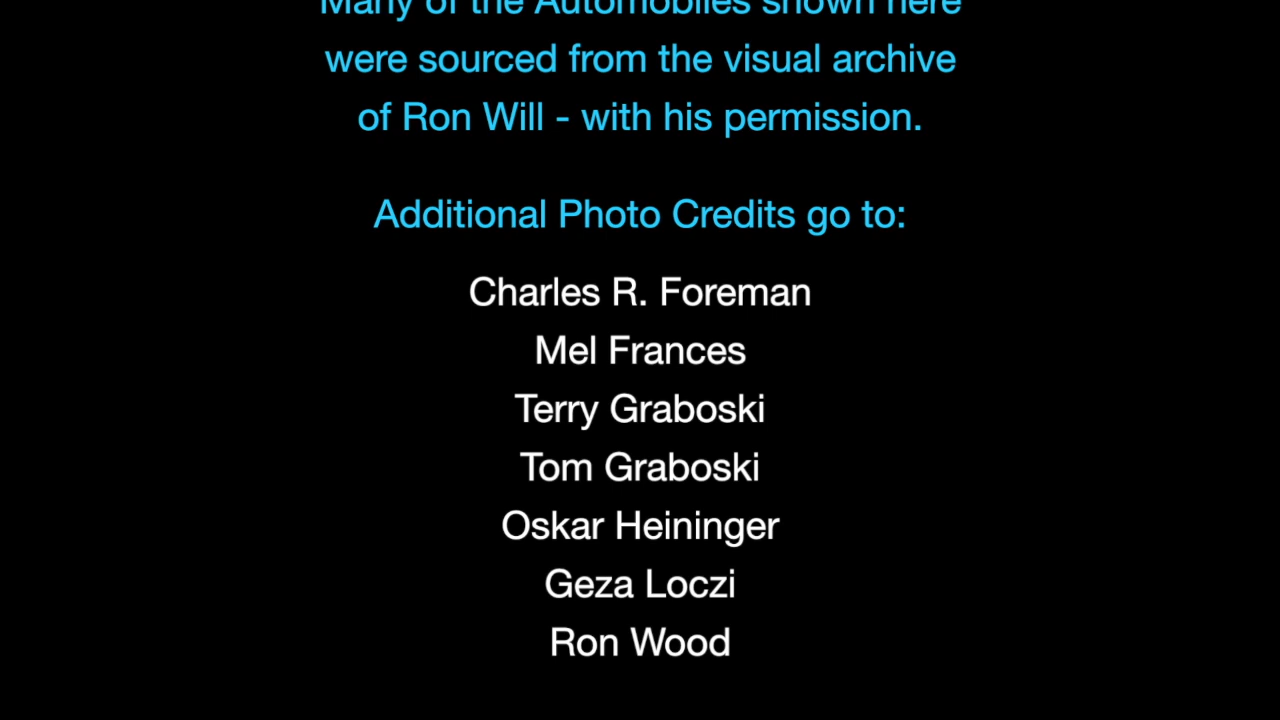 Many of the Automobiles shown here
were sourced from the visual archive
of Ron Will - with his permission.
Additional Photo Credits go to:
Charles R. Foreman
Mel Frances
Terry Graboski
Tom Graboski
Oskar Heininger
Geza Loczi
Ron Wood